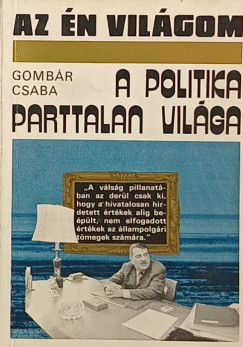 AZ ÉN VILÁGOM
GOMBÁR
CSABA
A POLITIKA
PARTTALAN VILÁGA
„A válság pillanatá-
ban az derül csak ki,
hogy a hivatalosan hir-
detett értékek alig be-
épült, nem elfogadott
értékek az állampolgári
tömegek számára."